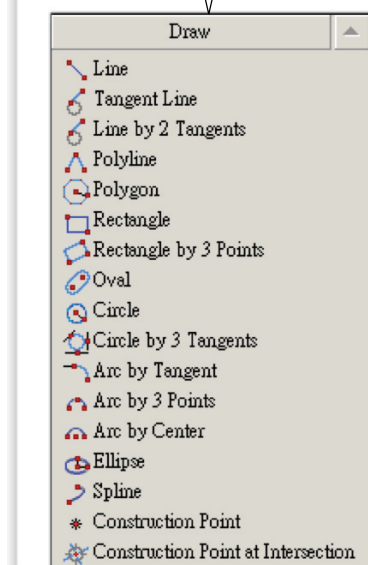 Draw
Line
Tangent Line
Line by 2 Tangents
Polyline
Polygon
Rectangle
Rectangle by 3 Points
Oval
Circle
Circle by 3 Tangents
Arc by Tangent
Arc by 3 Points
Arc by Center
Ellipse
Spline
Construction Point
Construction Point at Intersection